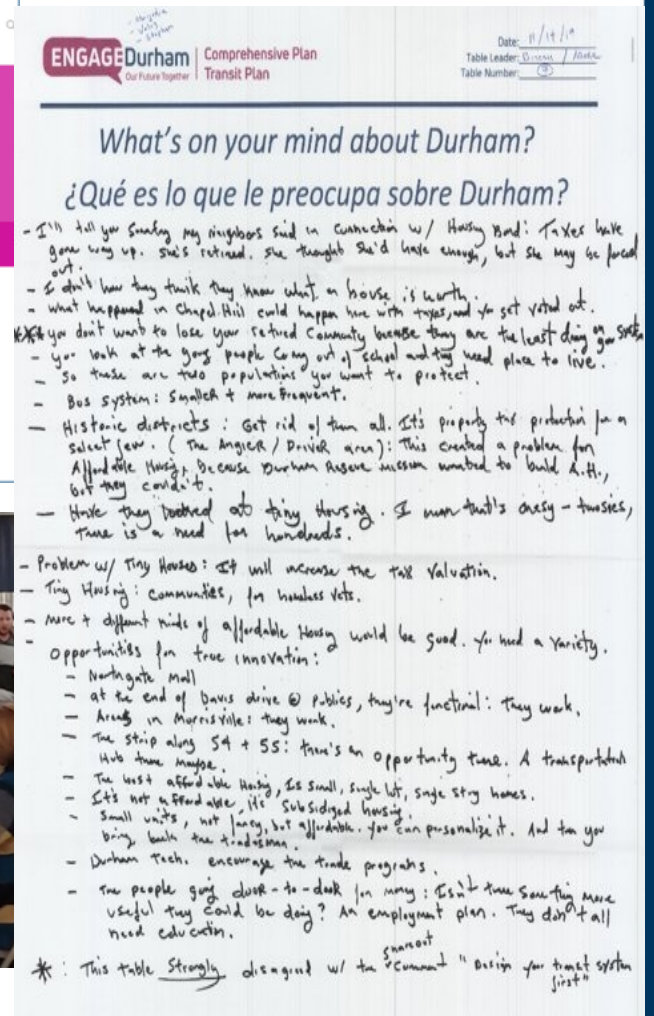 ENGAGEDurham
Our Future Together
Comprehensive Plan
Transit Plan
Date: 11/19/19
Table Leader:
Table Number:
What's on your mind about Durham?
¿Qué es lo que le preocupa sobre Durham?
- I'll tell you something my neighbors said in connection w/ Housing Bond: Taxes have
gone way up. She's retired. She thought she'd have enough, but she may be forced
out.
- I don't how they think they know what a house is worth.
- What happened in Chapel Hill could happen here with taxes, and you get voted out.
*** you don't want to lose your retired community because they are the least on your system
- you look at the people coming out of school and they need place to live.
- So these are two populations you want to protect.
- Bus system: Smaller + more frequent.
- Historic districts: Get rid of them all. It's property tax protection for a
select few. (The Angier / Driver area): This created a problem for
Affordable Housing, because Durham Rescue mission wanted to build A.H.,
but they couldn't.
- Have they looked at tiny Housing. I mean that's onesy-twosies,
there is a need for hundreds.
- Problem w/ Tiny Houses: It will increase the tax valuation.
- Tiny Housing: communities, for homeless vets.
- more + different kinds of affordable Housing would be good. You need a variety.
- Opportunities for true innovation:
- Northgate Mall
- at the end of Davis drive @ Publics, they're functional: They work.
- Areas in Morrisville: they work.
- The strip along 54 + 55: there's an opportunity there. A transportation
Hub there maybe.
- The best affordable Housing, Is small, single lot, single story homes.
- It's not affordable, it's subsidized housing.
- Small units, not fancy, but affordable. You can personalize it. And then you
bring back the tradesman.
- Durham Tech. encourage the trade programs.
- The people going door-to-door for money: Isn't there something more
useful they could be doing? An employment plan. They don't all
need education.
* : This table Strongly disagreed w/ the shareout comment "Design your transit system
first"